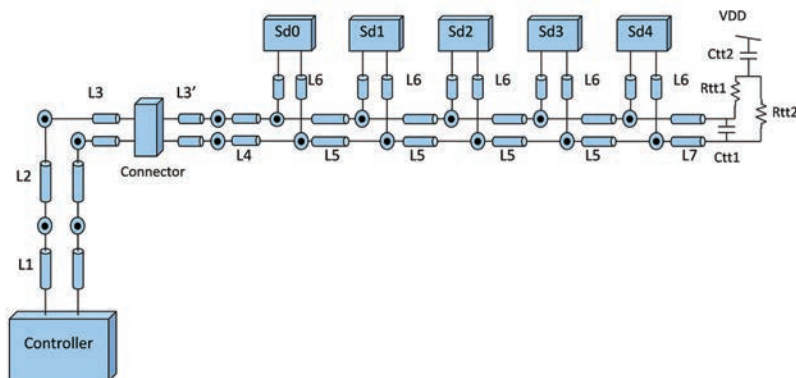 Sd0 Sd1 Sd2 Sd3 Sd4
VDD
Ctt2
L3 L3′ L6 L6 L6 L6 L6
Rtt1
Rtt2
L2
Connector
L4 L5 L5 L5 L5 L7
Ctt1
L1
Controller